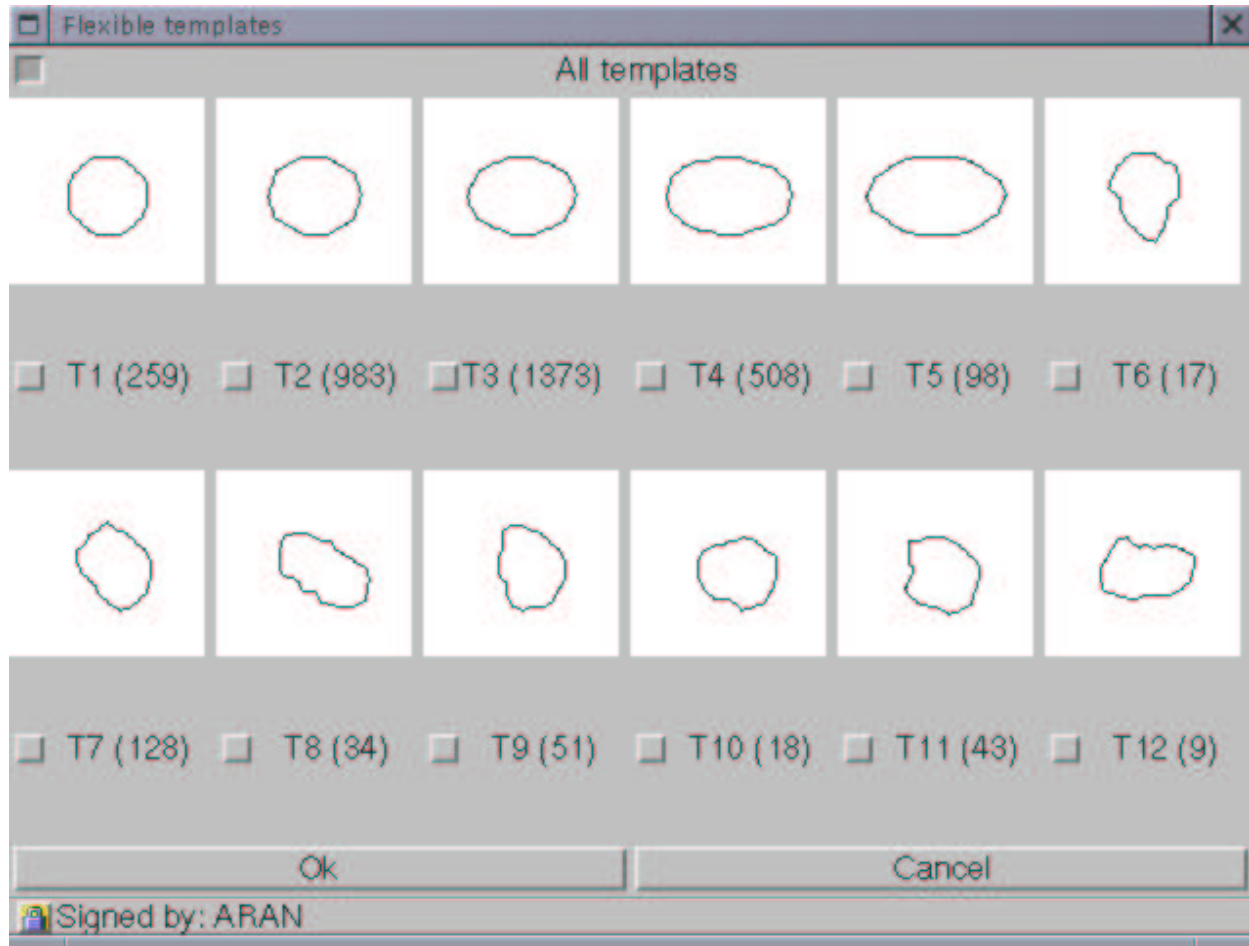 Flexible templates
All templates
T1 (259) T2 (983) T3 (1373) T4 (508) T5 (98) T6 (17)
T7 (128) T8 (34) T9 (51) T10 (18) T11 (43) T12 (9)
Ok Cancel
Signed by: ARAN